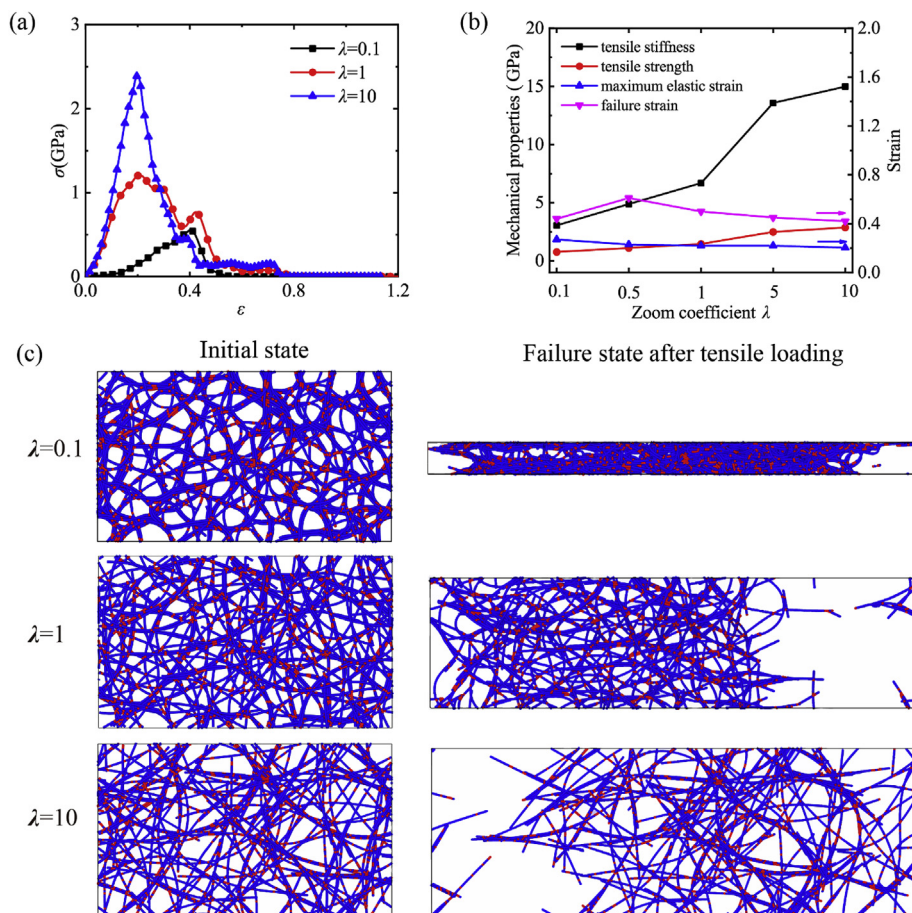 (a)
3
2
1
0
σ(GPa)
λ=0.1
λ=1
λ=10
0.0 0.4 0.8 1.2
ε
(b)
20
15
10
5
0
Mechanical properties (GPa)
tensile stiffness
tensile strength
maximum elastic strain
failure strain
2.0
1.6
1.2
0.8
0.4
0.0
Strain
0.1 0.5 1 5 10
Zoom coefficient λ
(c)
Initial state
Failure state after tensile loading
λ=0.1
λ=1
λ=10